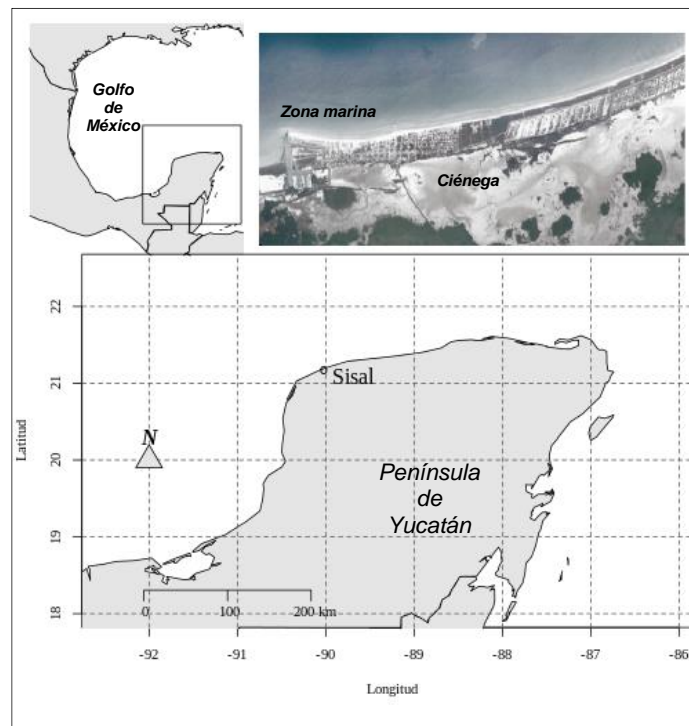 Golfo
de
México
Zona marina
Ciénega
22
21
20
19
18
Latitud
N
Sisal
Península
de
Yucatán
0 100 200 km
-92 -91 -90 -89 -88 -87 -86
Longitud